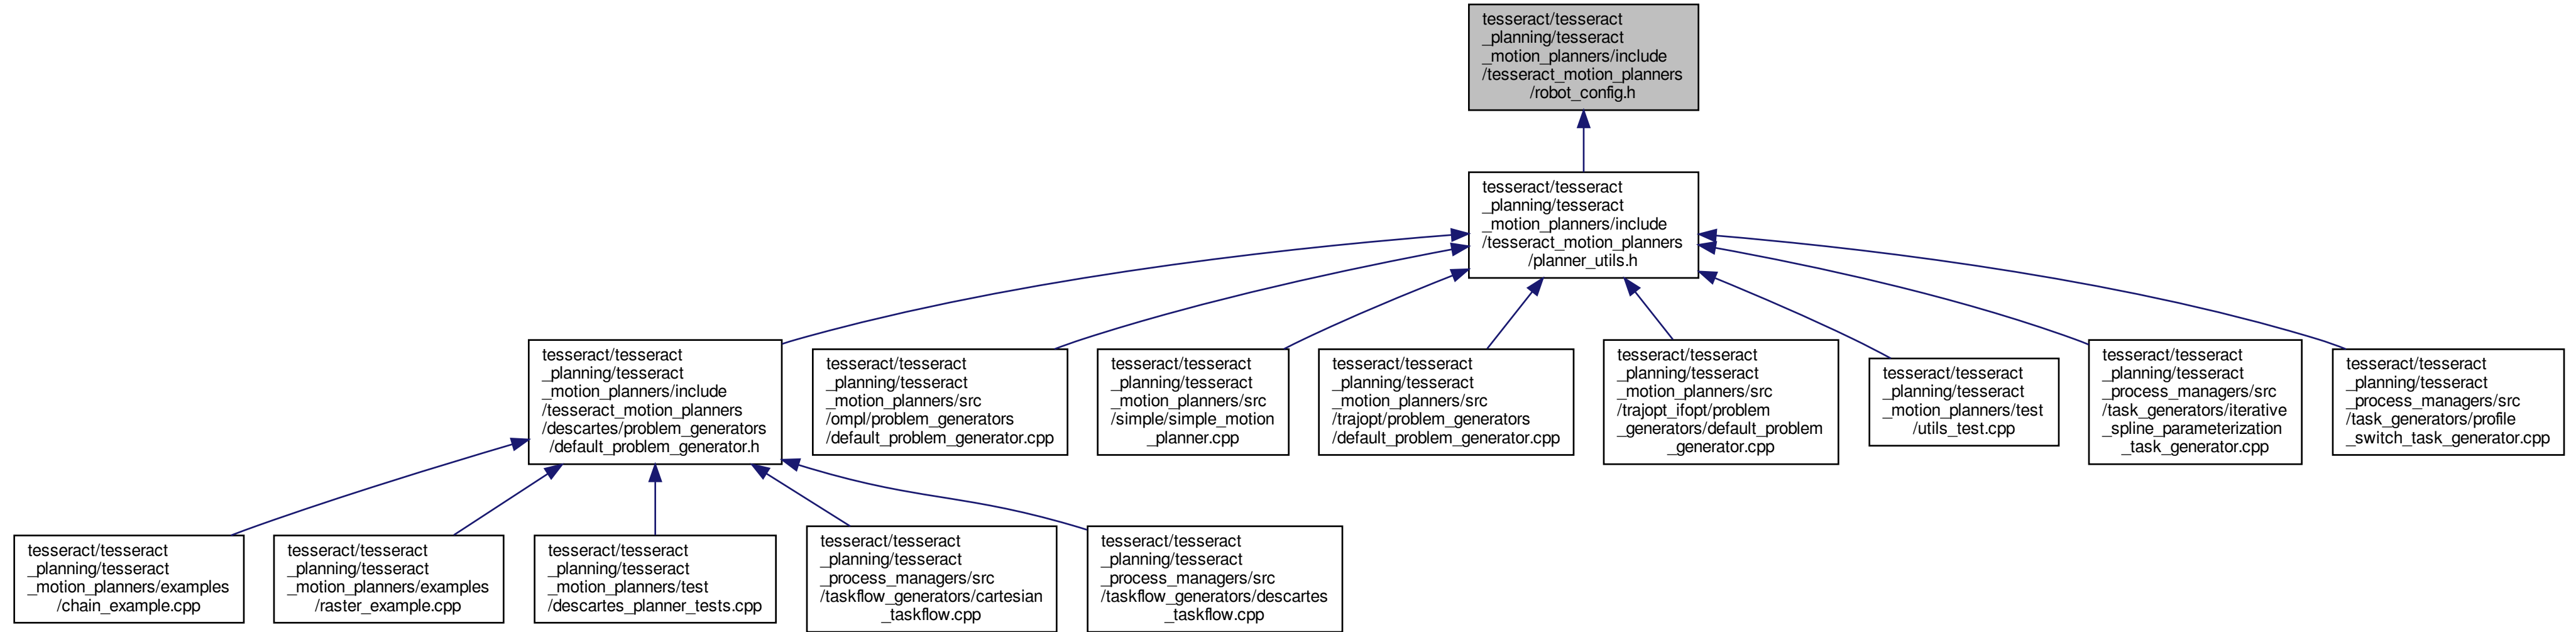 tesseract/tesseract
_planning/tesseract
_motion_planners/include
/tesseract_motion_planners
/robot_config.h
tesseract/tesseract
_planning/tesseract
_motion_planners/include
/tesseract_motion_planners
/planner_utils.h
tesseract/tesseract
_planning/tesseract
_motion_planners/include
/tesseract_motion_planners
/descartes/problem_generators
/default_problem_generator.h
tesseract/tesseract
_planning/tesseract
_motion_planners/src
/ompl/problem_generators
/default_problem_generator.cpp
tesseract/tesseract
_planning/tesseract
_motion_planners/src
/simple/simple_motion
_planner.cpp
tesseract/tesseract
_planning/tesseract
_motion_planners/src
/trajopt/problem_generators
/default_problem_generator.cpp
tesseract/tesseract
_planning/tesseract
_motion_planners/src
/trajopt_ifopt/problem
_generators/default_problem
_generator.cpp
tesseract/tesseract
_planning/tesseract
_motion_planners/test
/utils_test.cpp
tesseract/tesseract
_planning/tesseract
_process_managers/src
/task_generators/iterative
_spline_parameterization
_task_generator.cpp
tesseract/tesseract
_planning/tesseract
_process_managers/src
/task_generators/profile
_switch_task_generator.cpp
tesseract/tesseract
_planning/tesseract
_motion_planners/examples
/chain_example.cpp
tesseract/tesseract
_planning/tesseract
_motion_planners/examples
/raster_example.cpp
tesseract/tesseract
_planning/tesseract
_motion_planners/test
/descartes_planner_tests.cpp
tesseract/tesseract
_planning/tesseract
_process_managers/src
/taskflow_generators/cartesian
_taskflow.cpp
tesseract/tesseract
_planning/tesseract
_process_managers/src
/taskflow_generators/descartes
_taskflow.cpp